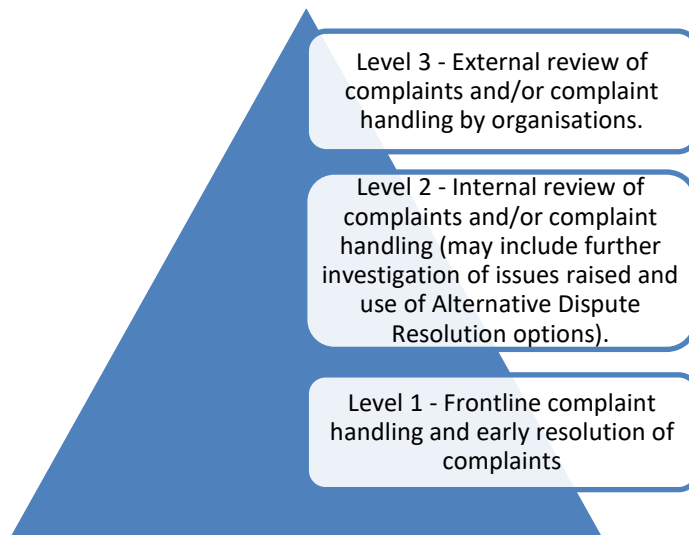 Level 3 - External review of
complaints and/or complaint
handling by organisations.
Level 2 - Internal review of
complaints and/or complaint
handling (may include further
investigation of issues raised and
use of Alternative Dispute
Resolution options).
Level 1 - Frontline complaint
handling and early resolution of
complaints